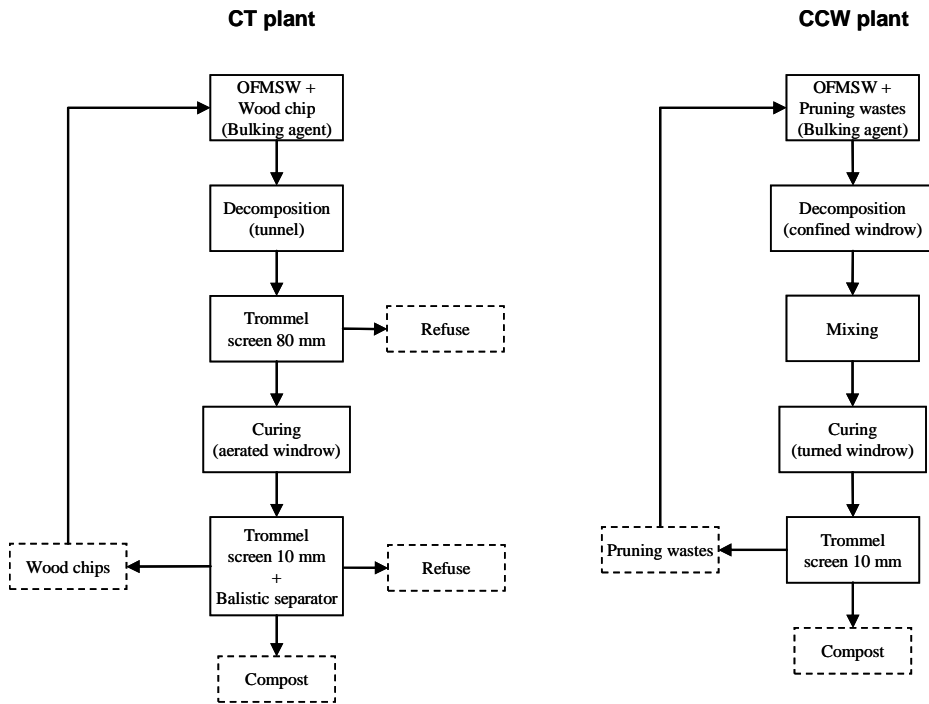 CT plant
OFMSW +
Wood chip
(Bulking agent)
Decomposition
(tunnel)
Trommel
screen 80 mm
Refuse
Curing
(aerated windrow)
Trommel
screen 10 mm
+
Balistic separator
Wood chips
Refuse
Compost
CCW plant
OFMSW +
Pruning wastes
(Bulking agent)
Decomposition
(confined windrow)
Mixing
Curing
(turned windrow)
Trommel
screen 10 mm
Pruning wastes
Compost